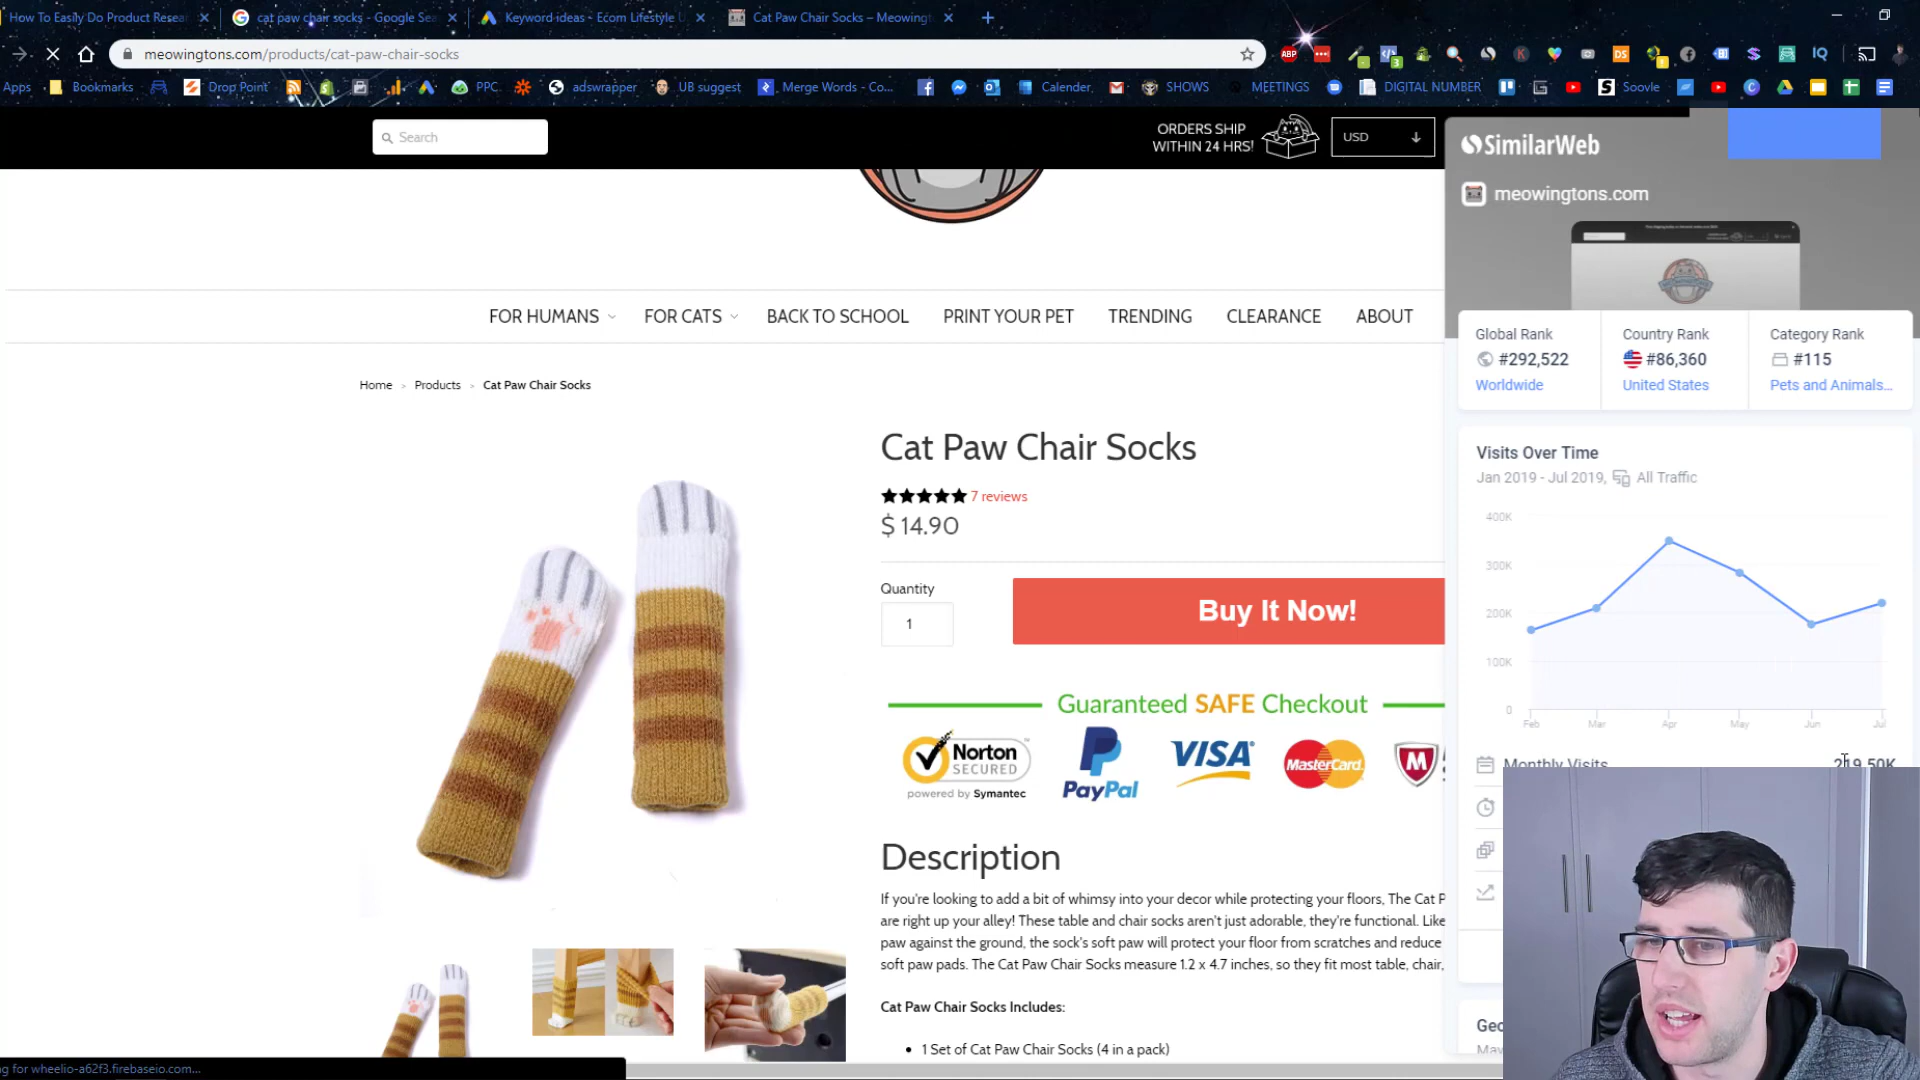 How To Easily Do Product Resear
cat paw chair socks - Google Sea
Keyword ideas - Ecom Lifestyle
Cat Paw Chair Socks – Meowingt
meowingtons.com/products/cat-paw-chair-socks
ABP
IQ
Apps
Bookmarks
Drop Point
PPC
adswrapper
UB suggest
Merge Words - Co...
Calender
SHOWS
MEETINGS
DIGITAL NUMBER
Soovle
Search
ORDERS SHIP
WITHIN 24 HRS!
USD
SimilarWeb
meowingtons.com
FOR HUMANS
FOR CATS
BACK TO SCHOOL
PRINT YOUR PET
TRENDING
CLEARANCE
ABOUT
Global Rank
#292,522
Worldwide
Country Rank
#86,360
United States
Category Rank
#115
Pets and Animals...
Home > Products > Cat Paw Chair Socks
Cat Paw Chair Socks
7 reviews
$ 14.90
Quantity
1
Buy It Now!
Guaranteed SAFE Checkout
Norton
SECURED
powered by Symantec
PayPal
VISA
MasterCard
Visits Over Time
Jan 2019 - Jul 2019, All Traffic
400K
300K
200K
100K
0
Feb
Mar
Apr
May
Jun
Jul
Monthly Visits
219.50K
Description
If you're looking to add a bit of whimsy into your decor while protecting your floors, The Cat P
are right up your alley! These table and chair socks aren't just adorable, they're functional. Like
paw against the ground, the sock's soft paw will protect your floor from scratches and reduce
soft paw pads. The Cat Paw Chair Socks measure 1.2 x 4.7 inches, so they fit most table, chair,
Cat Paw Chair Socks Includes:
• 1 Set of Cat Paw Chair Socks (4 in a pack)
Geo
May
g for wheelio-a62f3.firebaseio.com...